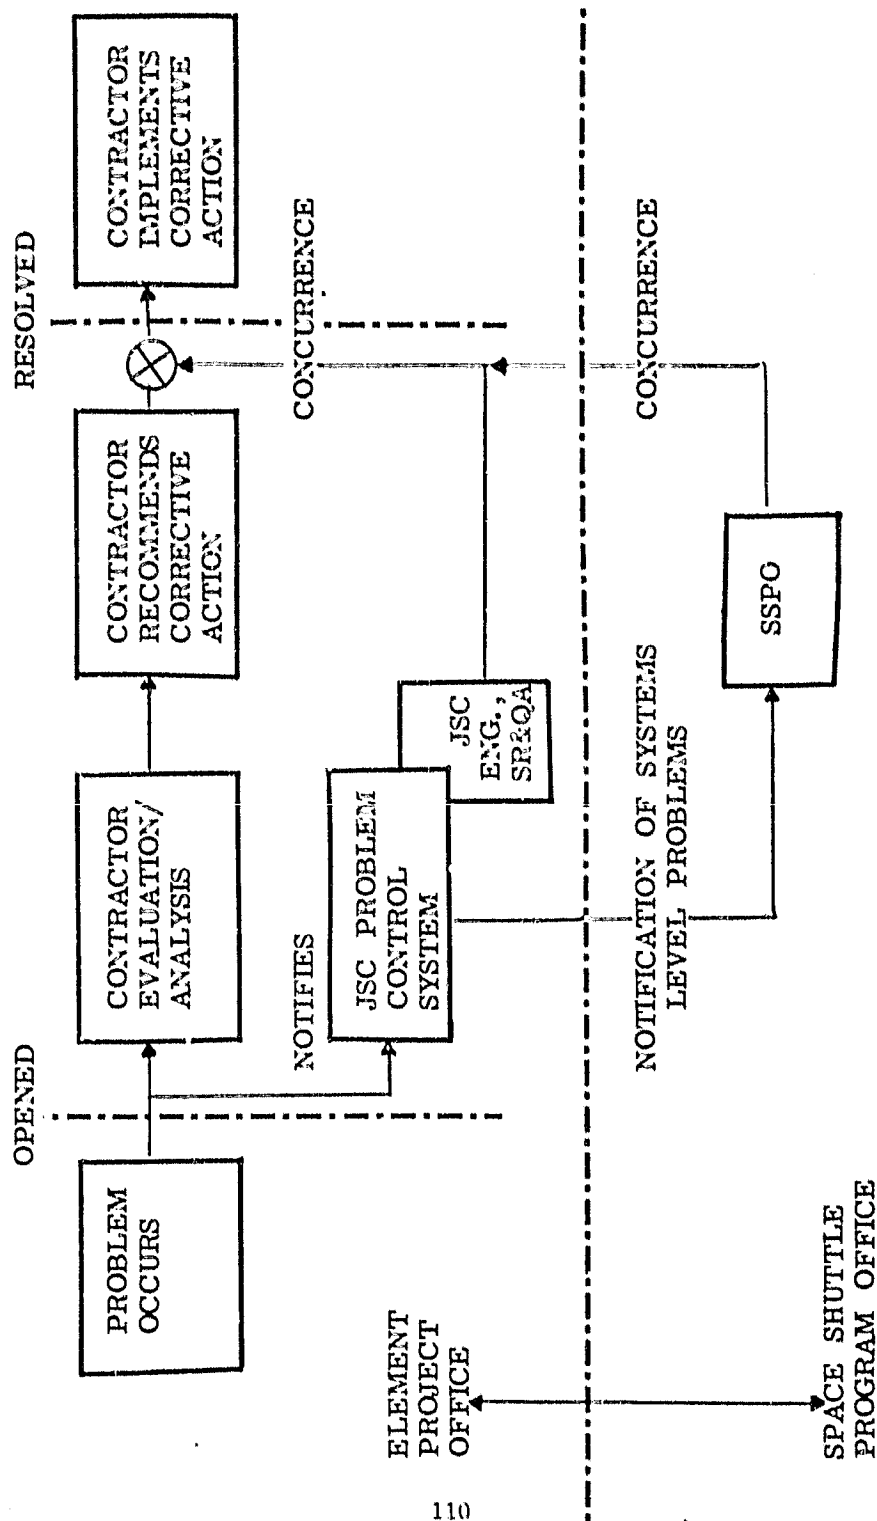 OPENED
RESOLVED
PROBLEM
OCCURS
CONTRACTOR
EVALUATION/
ANALYSIS
CONTRACTOR
RECOMMENDS
CORRECTIVE
ACTION
CONTRACTOR
IMPLEMENTS
CORRECTIVE
ACTION
NOTIFIES
CONCURRENCE
JSC PROBLEM
CONTROL
SYSTEM
JSC
ENG.,
SR&QA
ELEMENT
PROJECT
OFFICE
NOTIFICATION OF SYSTEMS
LEVEL PROBLEMS
CONCURRENCE
SSPO
SPACE SHUTTLE
PROGRAM OFFICE
110